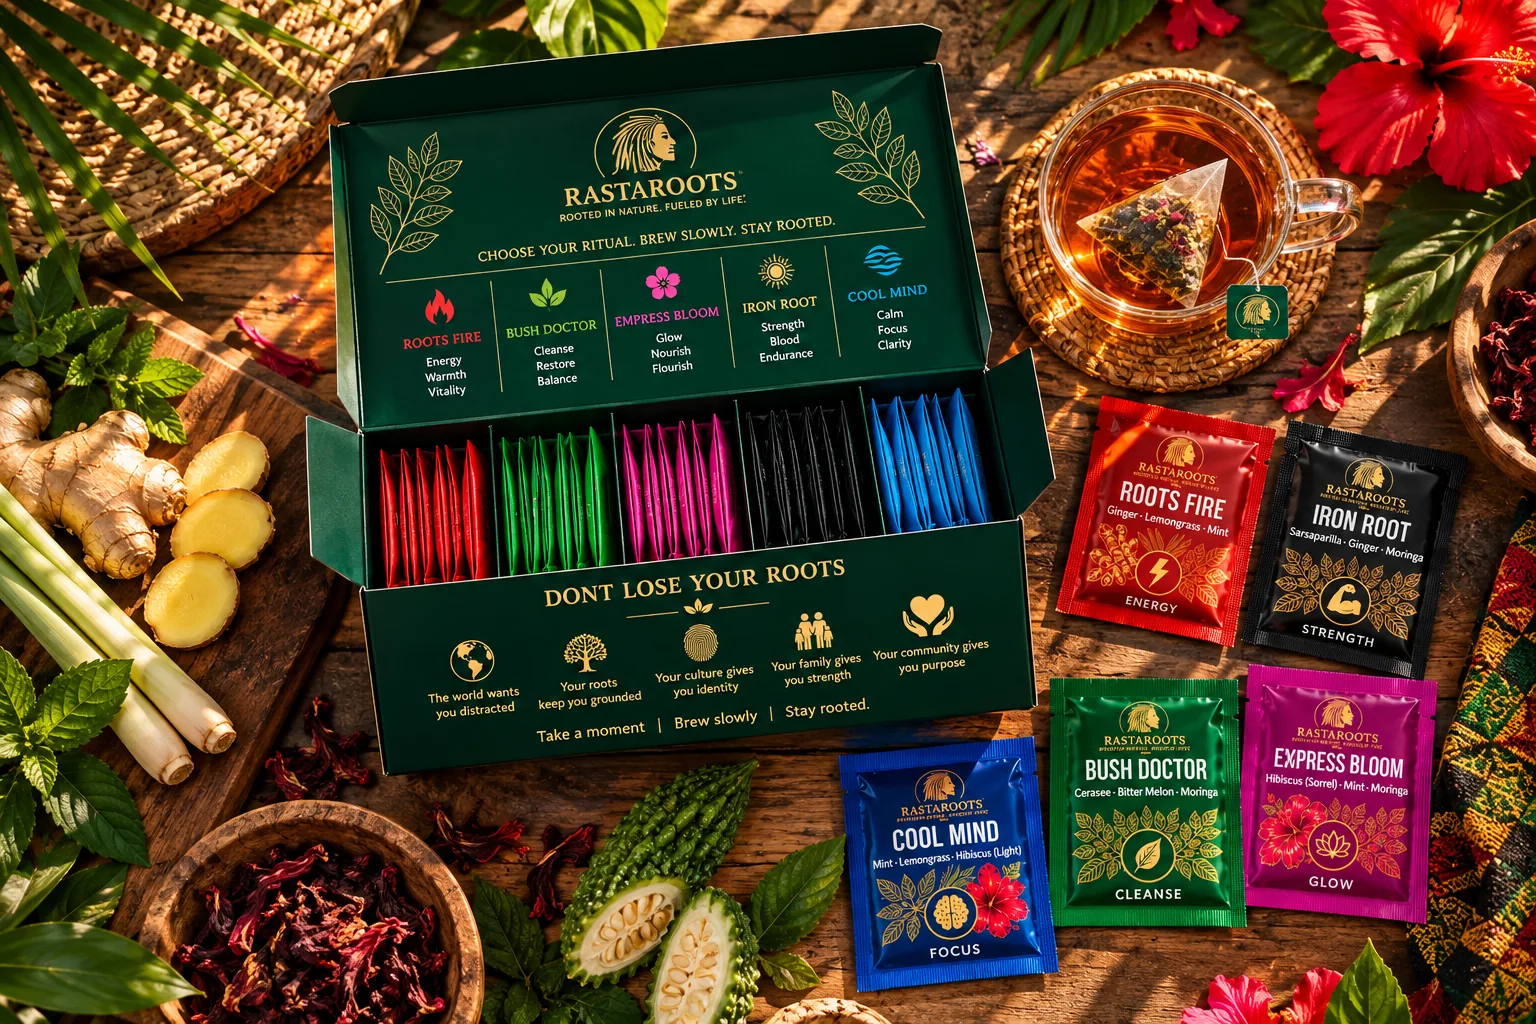 RASTAROOTS
ROOTED IN NATURE. FUELED BY LIFE.
CHOOSE YOUR RITUAL. BREW SLOWLY. STAY ROOTED.
ROOTS FIRE
Energy
Warmth
Vitality
BUSH DOCTOR
Cleanse
Restore
Balance
EMPRESS BLOOM
Glow
Nourish
Flourish
IRON ROOT
Strength
Blood
Endurance
COOL MIND
Calm
Focus
Clarity
DONT LOSE YOUR ROOTS
The world wants
you distracted
Your roots
keep you grounded
Your culture gives
you identity
Your family gives
you strength
Your community gives
you purpose
Take a moment | Brew slowly | Stay rooted.
RASTAROOTS
ROOTS FIRE
Ginger • Lemongrass • Mint
ENERGY
RASTAROOTS
IRON ROOT
Sarsaparilla • Ginger • Moringa
STRENGTH
RASTAROOTS
COOL MIND
Mint • Lemongrass • Hibiscus (Light)
FOCUS
RASTAROOTS
BUSH DOCTOR
Cerasee • Bitter Melon • Moringa
CLEANSE
RASTAROOTS
EXPRESS BLOOM
Hibiscus (Sorrel) • Mint • Moringa
GLOW